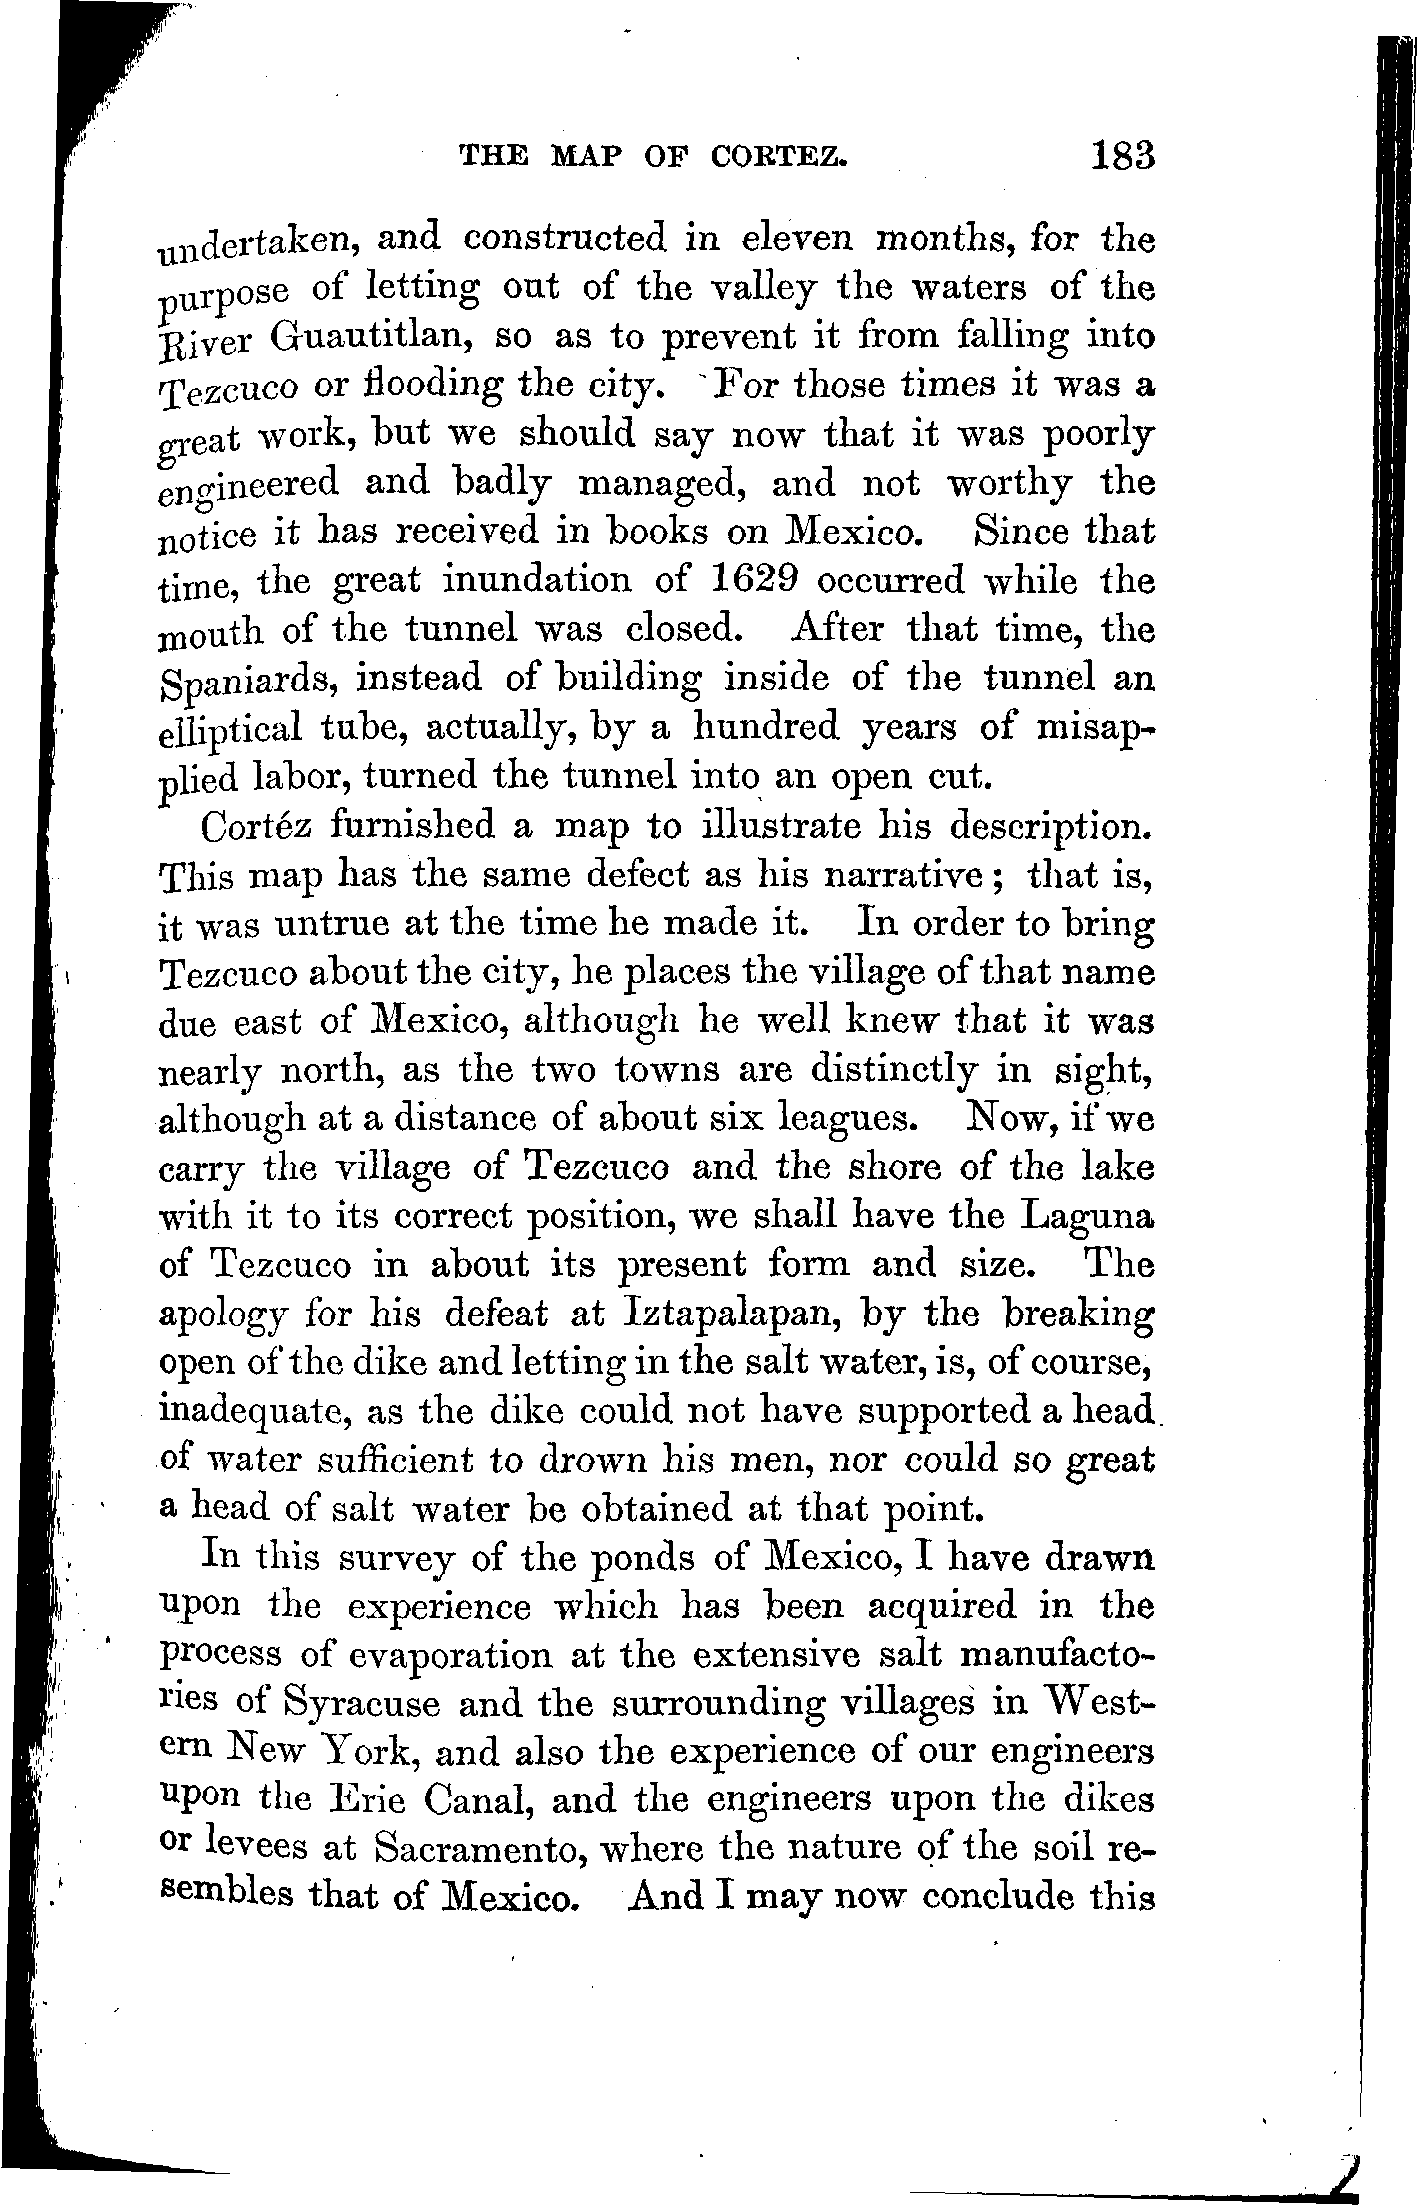 THE MAP OF CORTEZ. 183
undertaken, and constructed in eleven months, for the
purpose of letting out of the valley the waters of the
River Guautitlan, so as to prevent it from falling into
Tezcuco or flooding the city. For those times it was a
great work, but we should say now that it was poorly
engineered and badly managed, and not worthy the
notice it has received in books on Mexico. Since that
time, the great inundation of 1629 occurred while the
mouth of the tunnel was closed. After that time, the
Spaniards, instead of building inside of the tunnel an
elliptical tube, actually, by a hundred years of misap-
plied labor, turned the tunnel into an open cut.
Cortéz furnished a map to illustrate his description.
This map has the same defect as his narrative; that is,
it was untrue at the time he made it. In order to bring
Tezcuco about the city, he places the village of that name
due east of Mexico, although he well knew that it was
nearly north, as the two towns are distinctly in sight,
although at a distance of about six leagues. Now, if we
carry the village of Tezcuco and the shore of the lake
with it to its correct position, we shall have the Laguna
of Tezcuco in about its present form and size. The
apology for his defeat at Iztapalapan, by the breaking
open of the dike and letting in the salt water, is, of course,
inadequate, as the dike could not have supported a head
of water sufficient to drown his men, nor could so great
a head of salt water be obtained at that point.
In this survey of the ponds of Mexico, I have drawn
upon the experience which has been acquired in the
process of evaporation at the extensive salt manufacto-
ries of Syracuse and the surrounding villages in West-
ern New York, and also the experience of our engineers
upon the Erie Canal, and the engineers upon the dikes
or levees at Sacramento, where the nature of the soil re-
sembles that of Mexico. And I may now conclude this